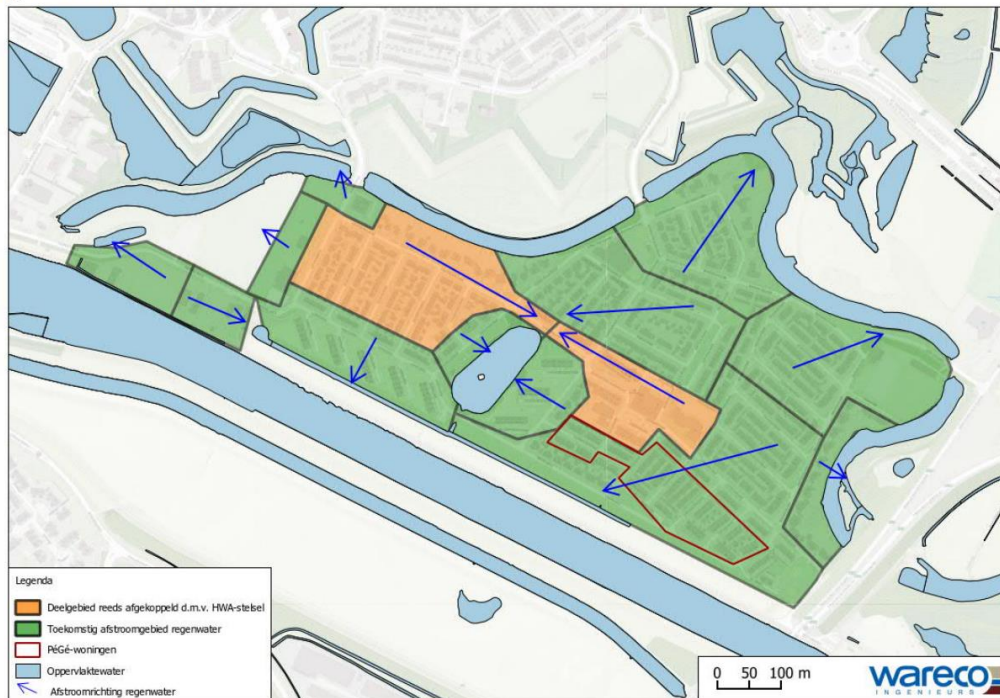 Legenda
Deelgebied reeds afgekoppeld d.m.v. HWA-stelsel
Toekomstig afstroomgebied regenwater
PéGé-woningen
Oppervlaktewater
Afstroomrichting regenwater
0 50 100 m
wareco
INGENIEURS